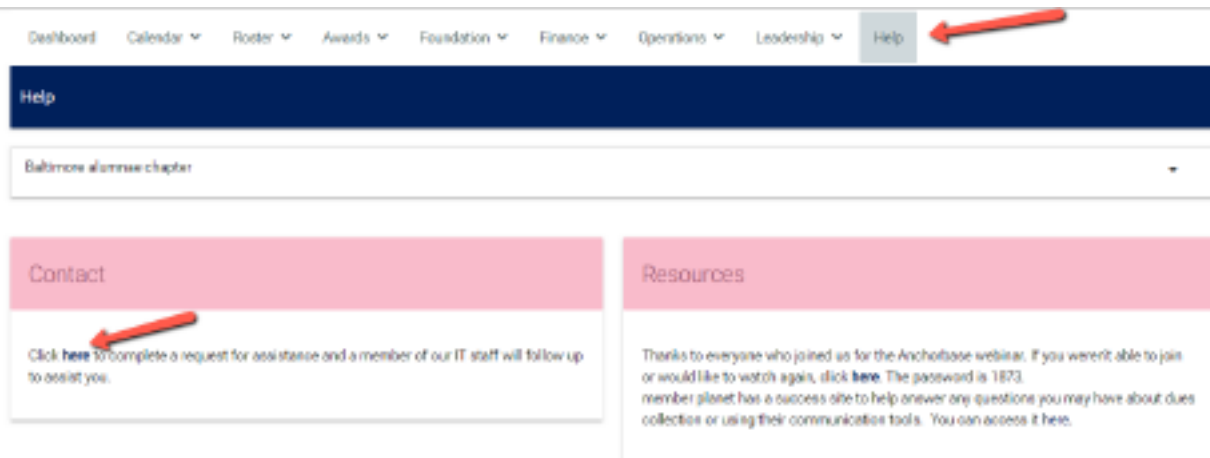 Dashboard Calendar Roster Awards Foundation Finance Operations Leadership Help
Help
Baltimore alumnae chapter
Contact
Click here to complete a request for assistance and a member of our IT staff will follow up
to assist you.
Resources
Thanks to everyone who joined us for the Anchorbase webinar. If you weren't able to join
or would like to watch again, click here. The password is 1873.
member planet has a success site to help answer any questions you may have about dues
collection or using their communication tools. You can access it here.